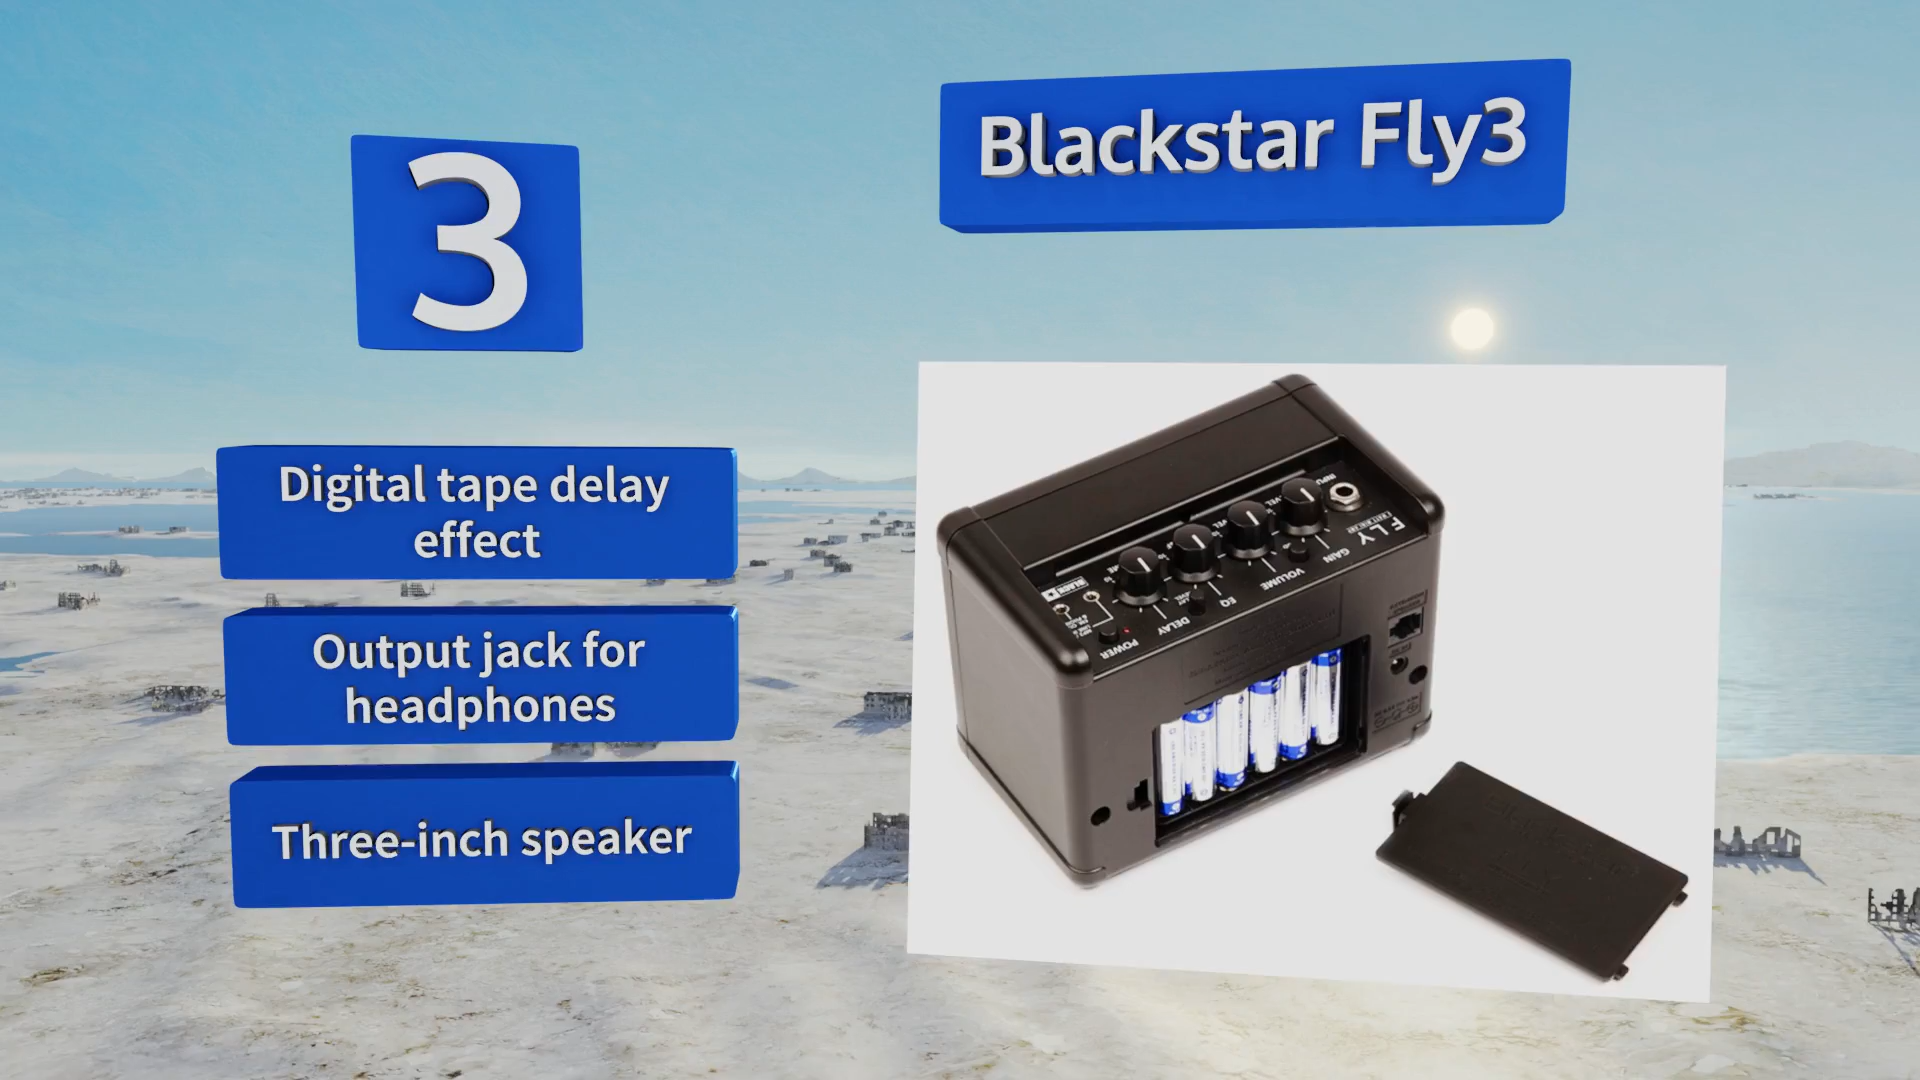 3
Blackstar Fly3
Digital tape delay
effect
Output jack for
headphones
Three-inch speaker
FLY
INPUT
GAIN
VOLUME
EQ
DELAY
POWER